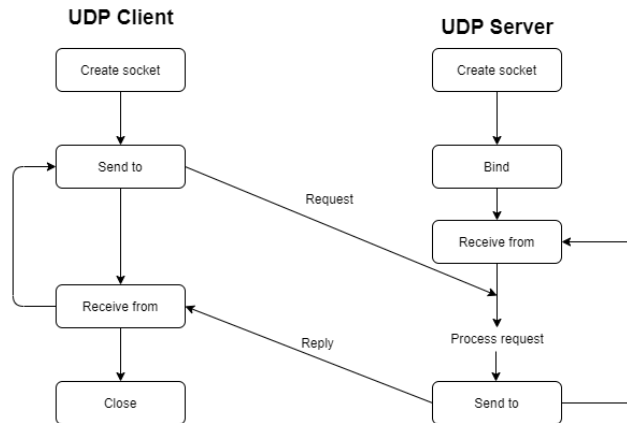 UDP Client
UDP Server
Create socket
Create socket
Send to
Bind
Request
Receive from
Receive from
Process request
Reply
Close
Send to